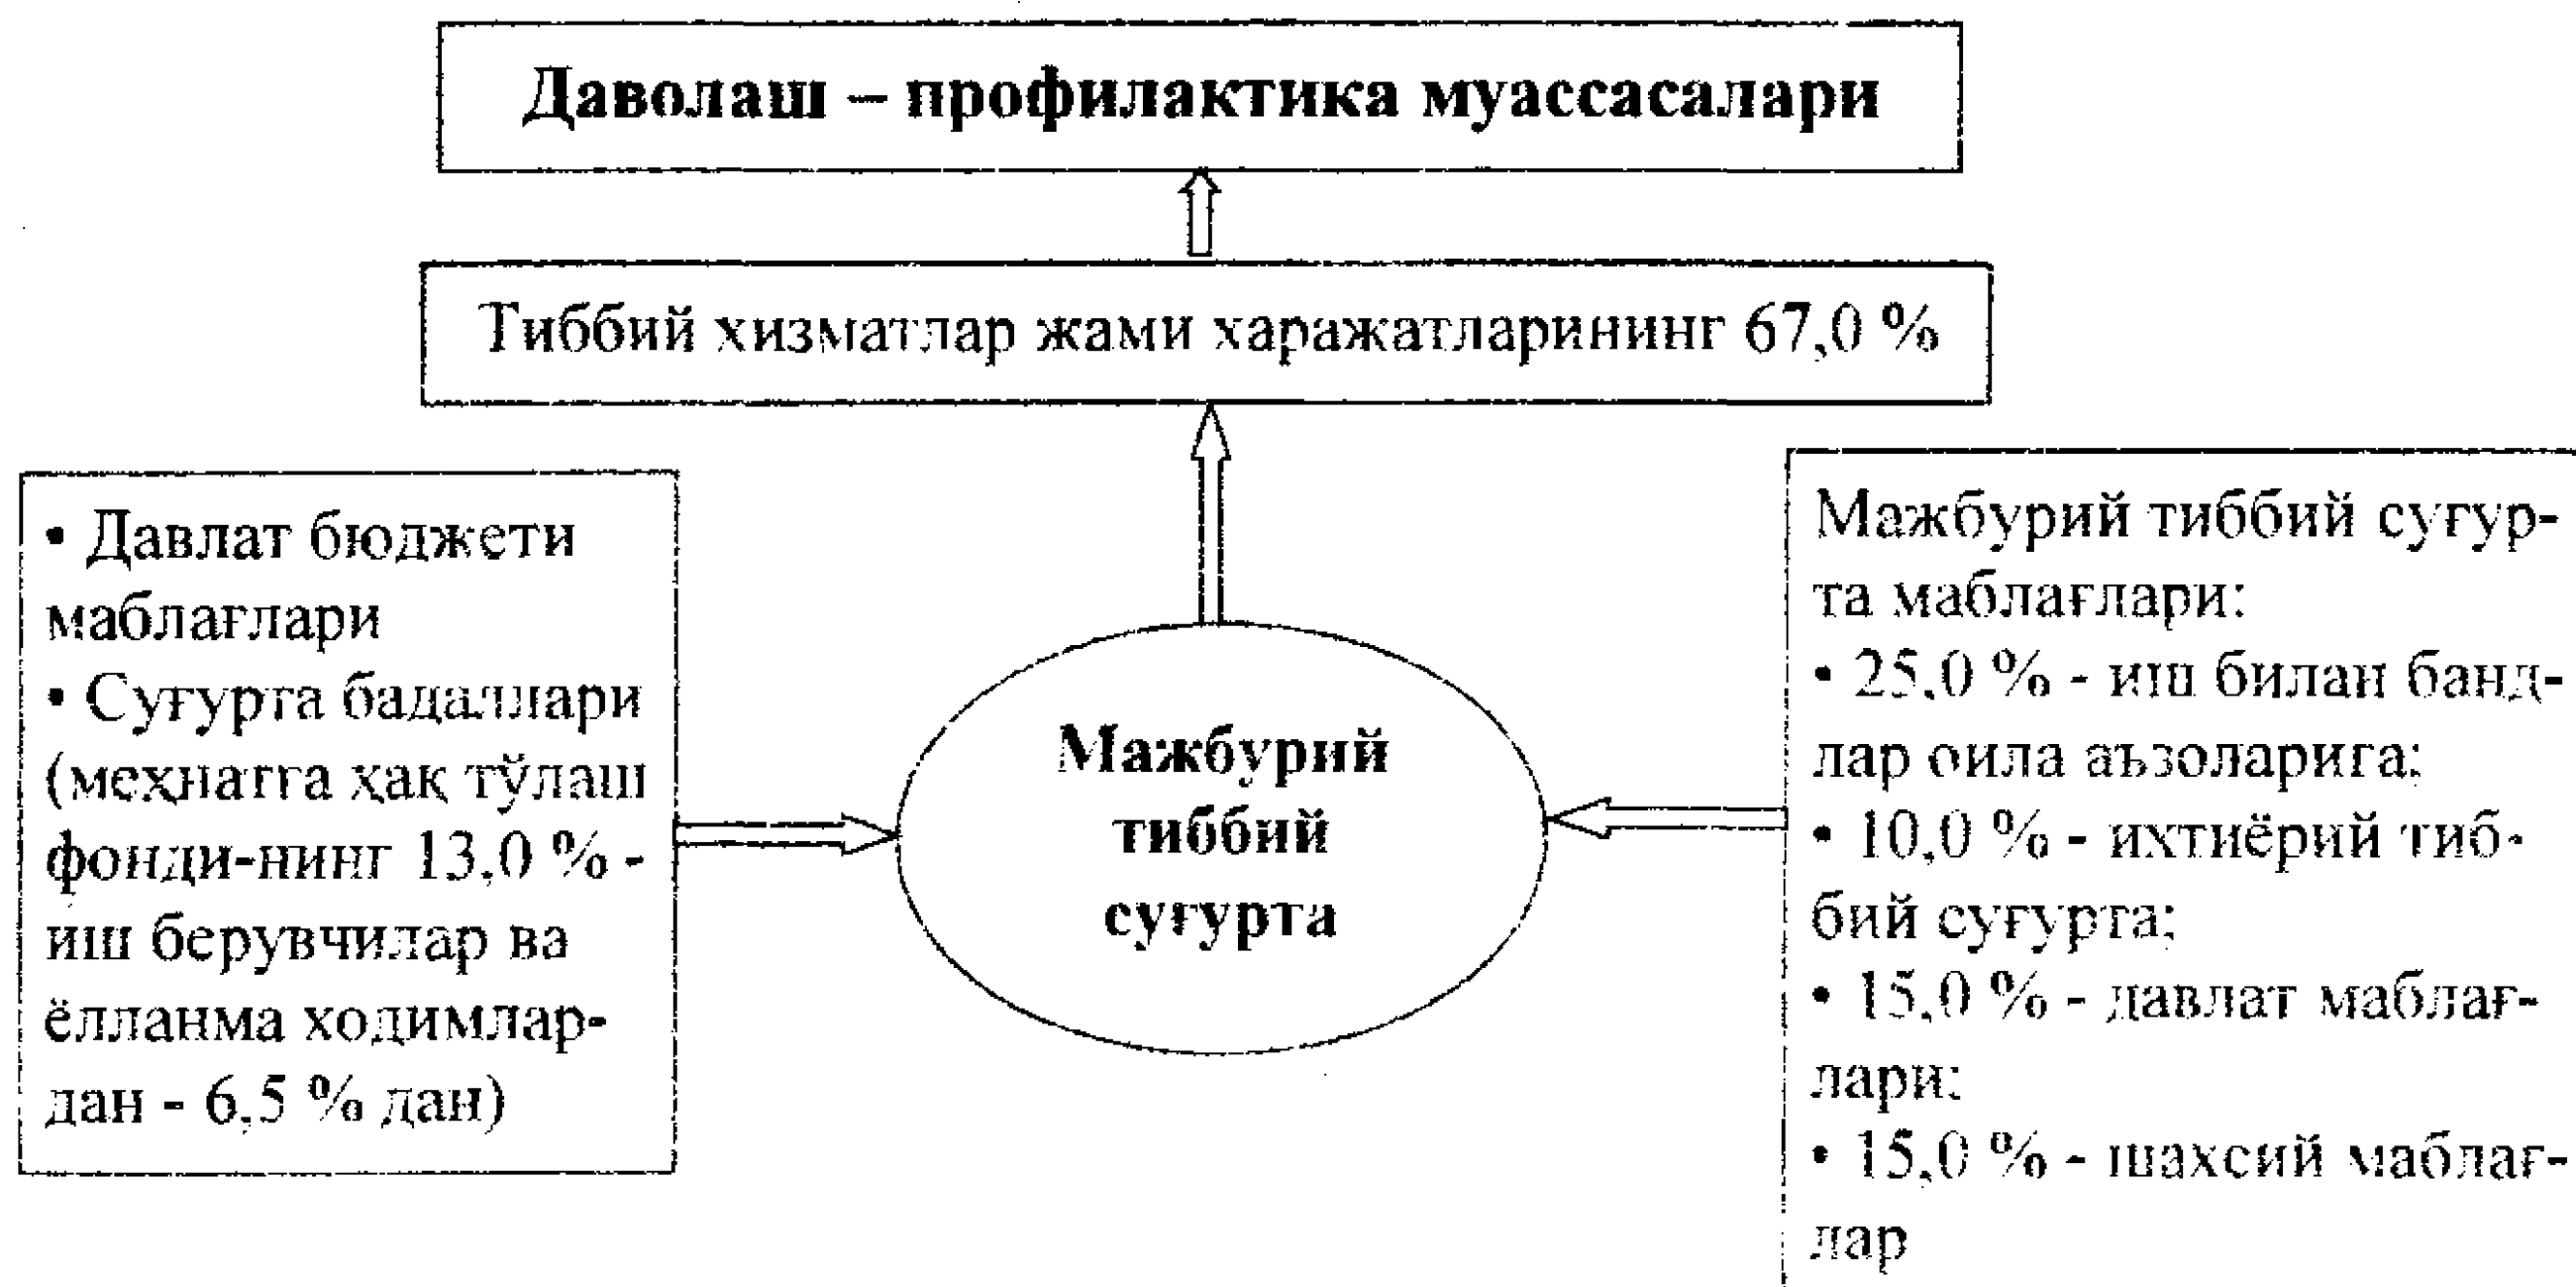 Даволаш – профилактика муассасалари
Тиббий хизматлар жами харажатларининг 67,0 %
• Давлат бюджети
маблағлари
• Суғурта бадаллари
(меҳнатга ҳақ тўлаш
фонди-нинг 13,0 % -
иш берувчилар ва
ёлланма ходимлар-
дан - 6,5 % дан)
Мажбурий
тиббий
суғурта
Мажбурий тиббий суғур-
та маблағлари:
• 25,0 % - иш билан банд-
лар оила аъзоларига;
• 10,0 % - ихтиёрий тиб-
бий суғурта;
• 15,0 % - давлат маблағ-
лари;
• 15,0 % - шахсий маблағ-
лар